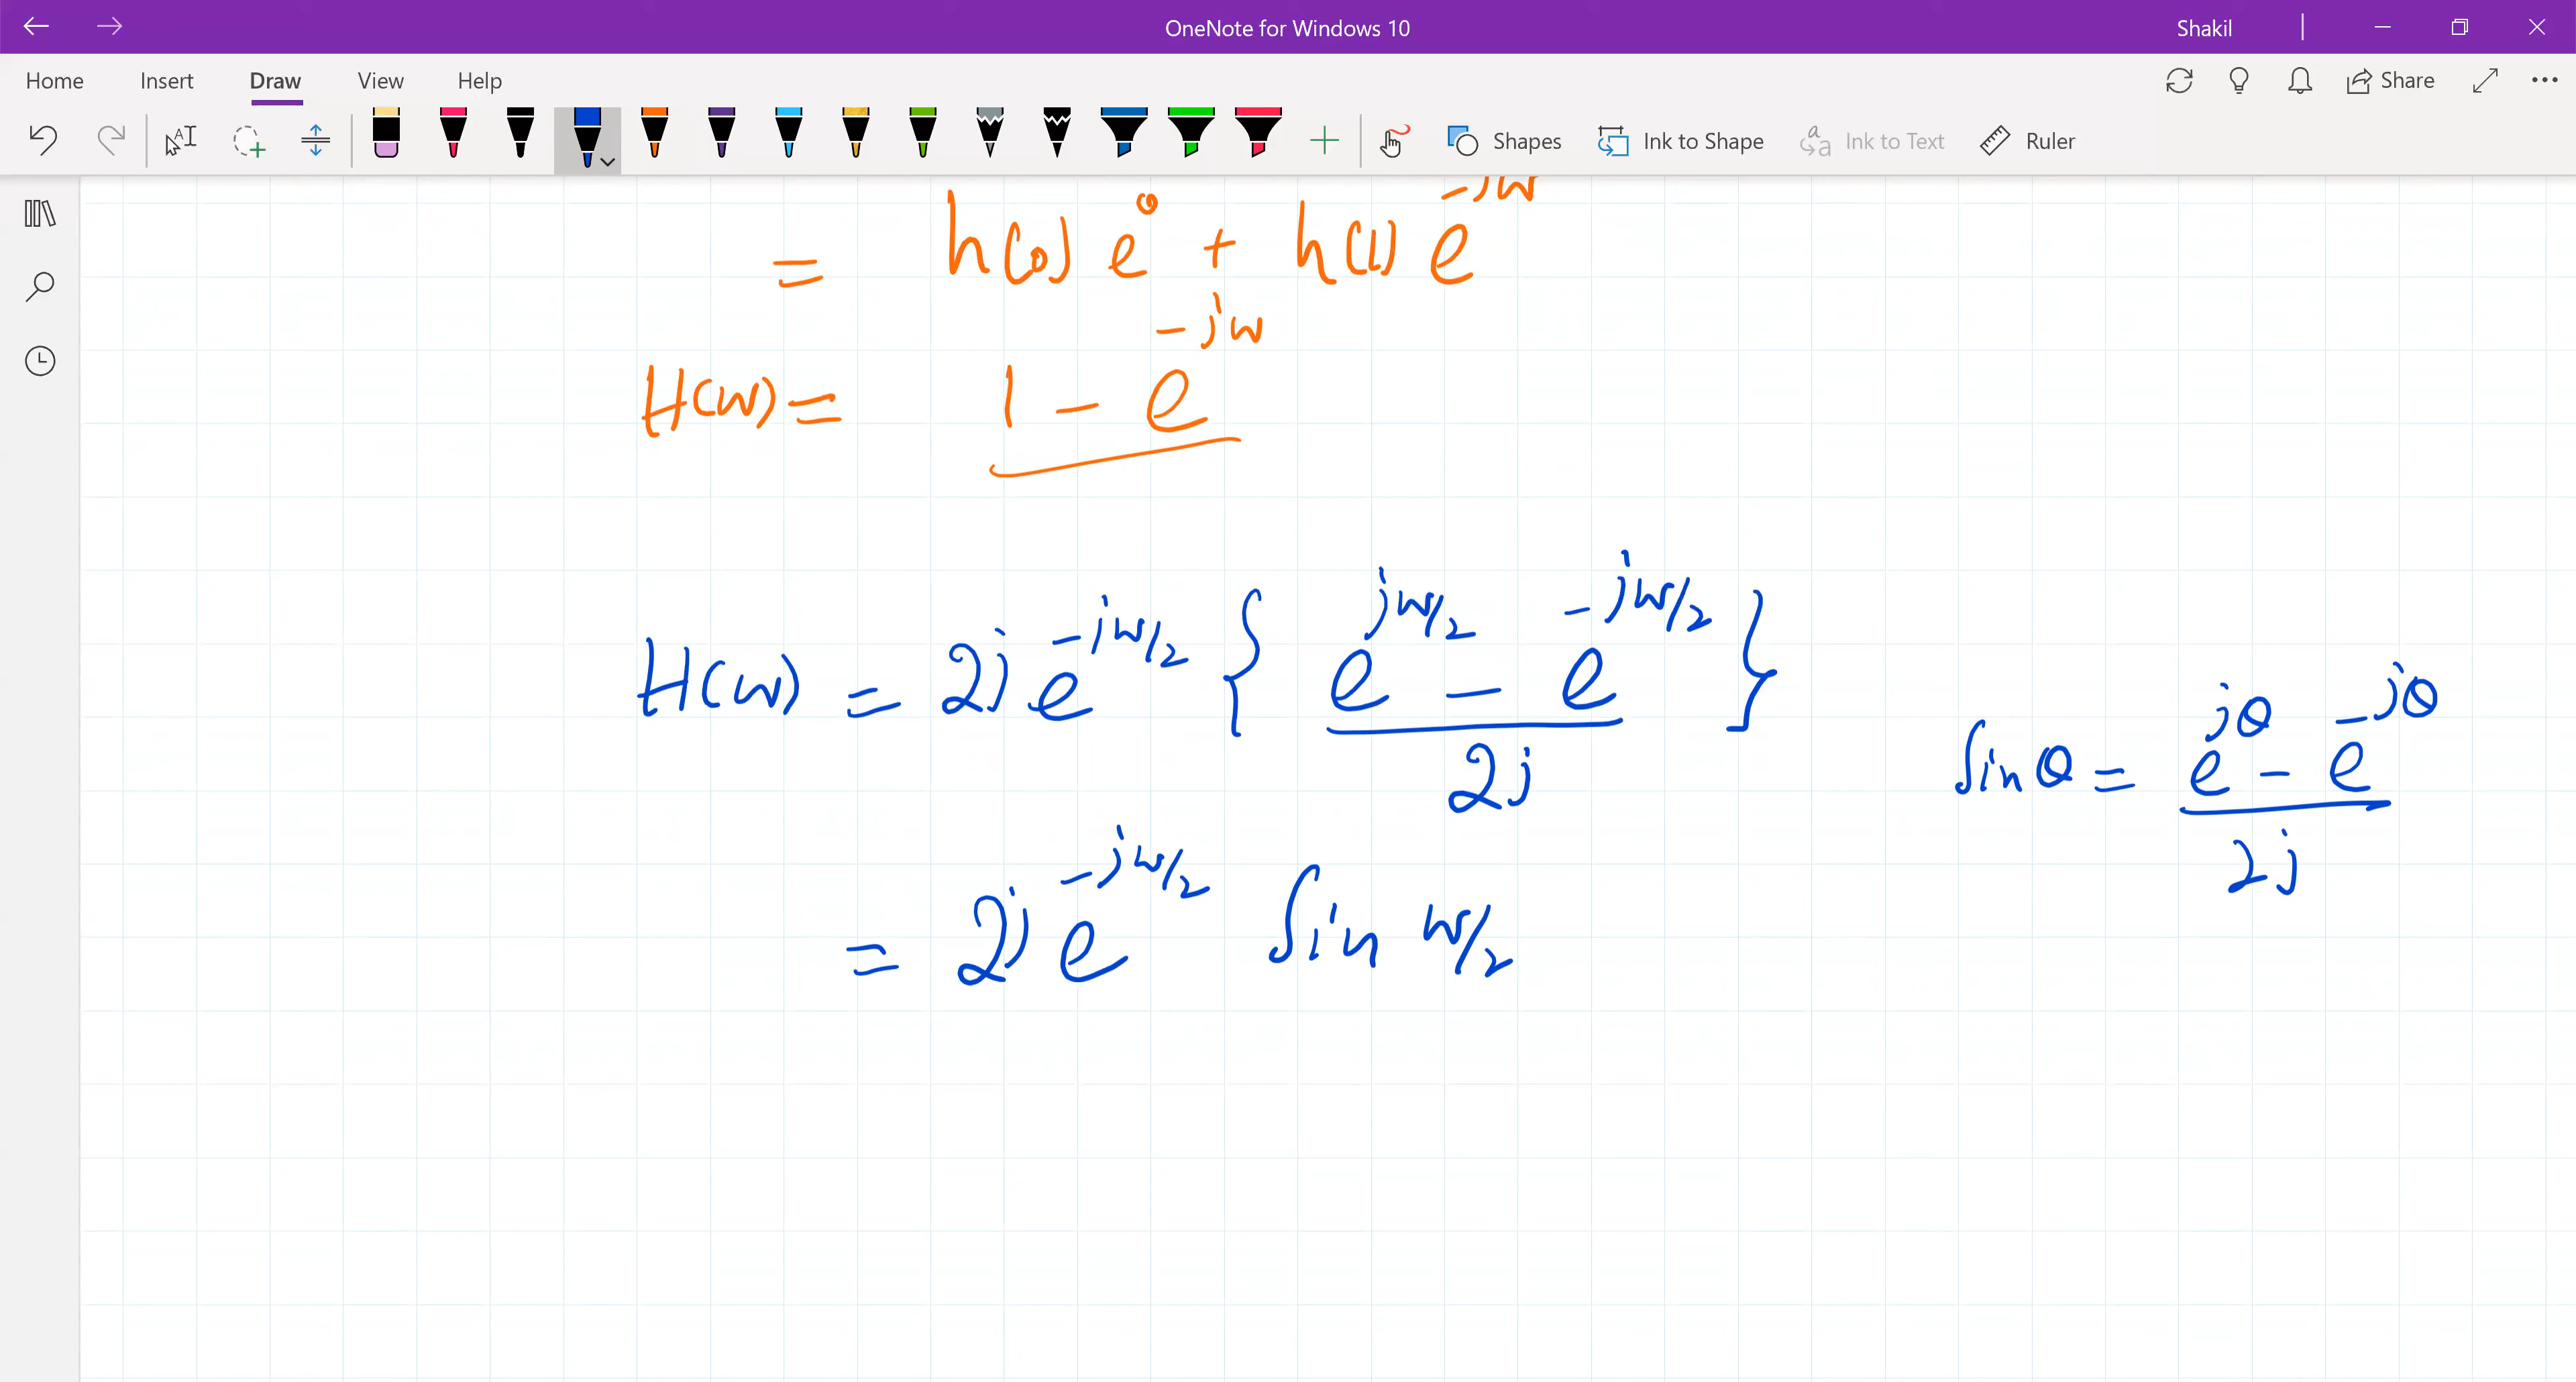 OneNote for Windows 10 Shakil
Home Insert Draw View Help Share
Shapes Ink to Shape Ink to Text Ruler
= h(0) e^0 + h(1) e^-jw
H(w) = 1 - e^-jw
H(w) = 2j e^-jw/2 { (e^jw/2 - e^-jw/2) / 2j }
sin θ = (e^jθ - e^-jθ) / 2j
= 2j e^-jw/2 sin w/2